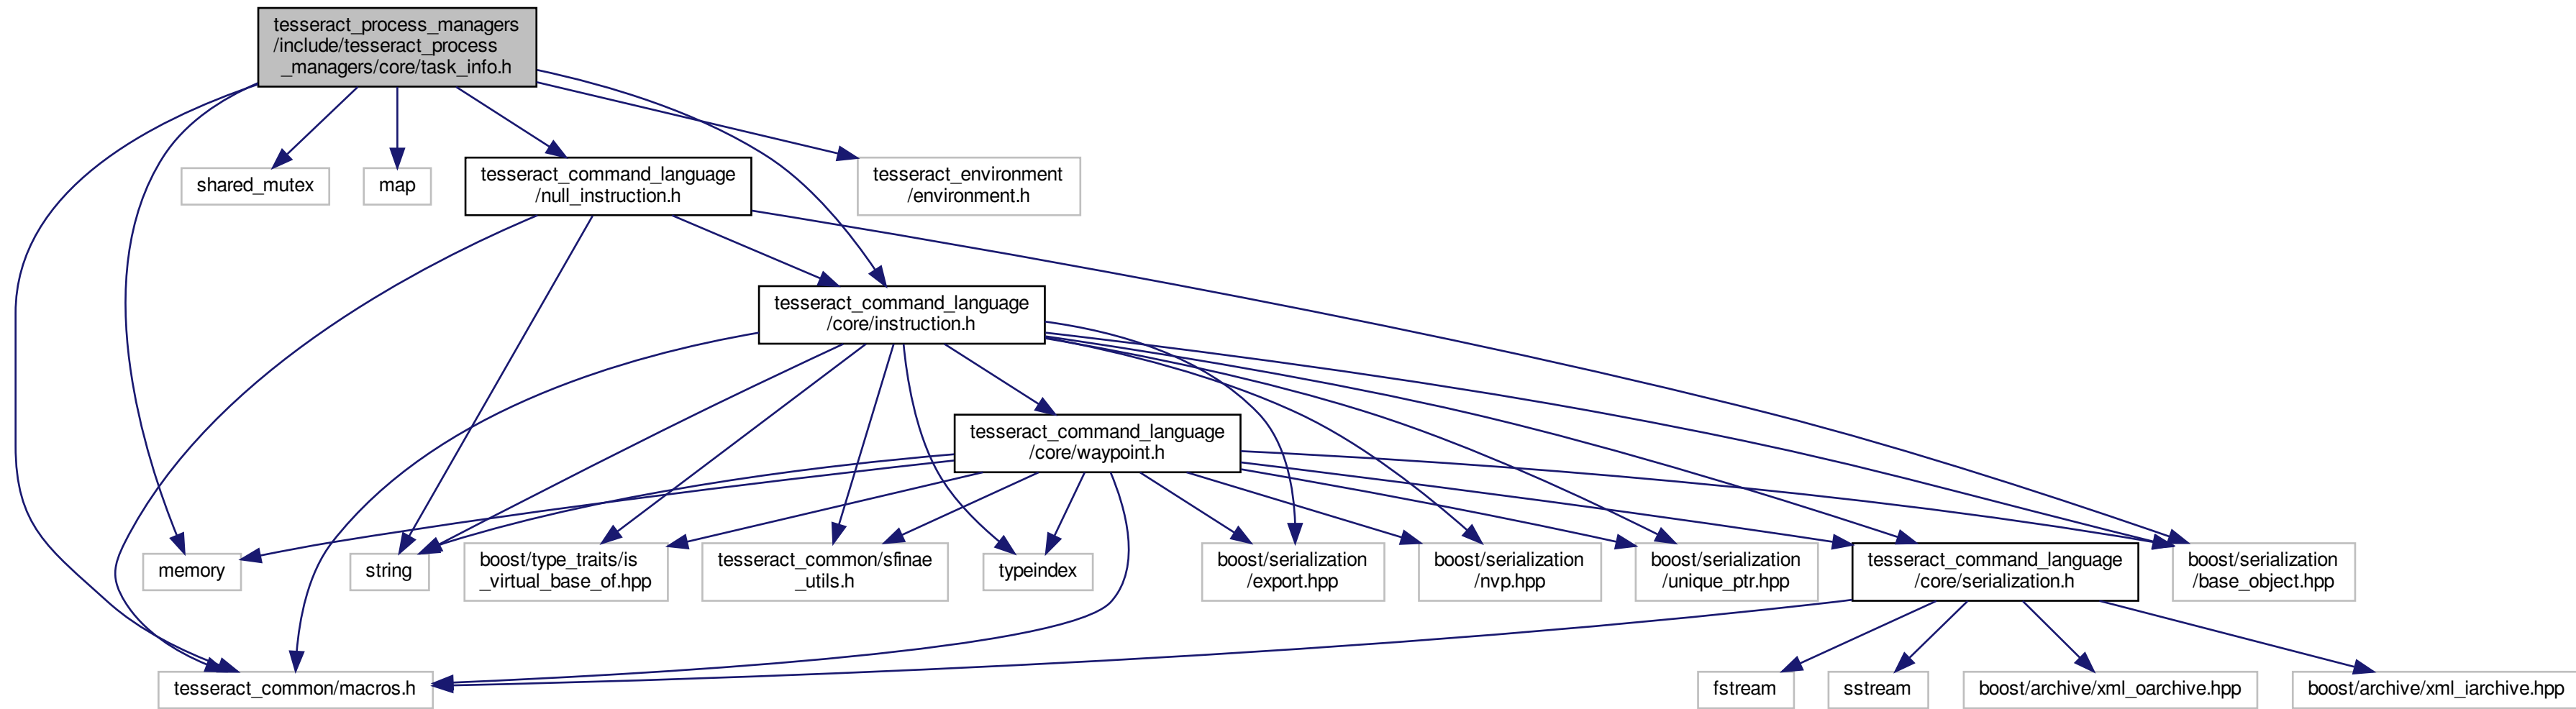 tesseract_process_managers
/include/tesseract_process
_managers/core/task_info.h
shared_mutex
map
tesseract_command_language
/null_instruction.h
tesseract_environment
/environment.h
tesseract_command_language
/core/instruction.h
tesseract_command_language
/core/waypoint.h
memory
string
boost/type_traits/is
_virtual_base_of.hpp
tesseract_common/sfinae
_utils.h
typeindex
boost/serialization
/export.hpp
boost/serialization
/nvp.hpp
boost/serialization
/unique_ptr.hpp
tesseract_command_language
/core/serialization.h
boost/serialization
/base_object.hpp
tesseract_common/macros.h
fstream
sstream
boost/archive/xml_oarchive.hpp
boost/archive/xml_iarchive.hpp